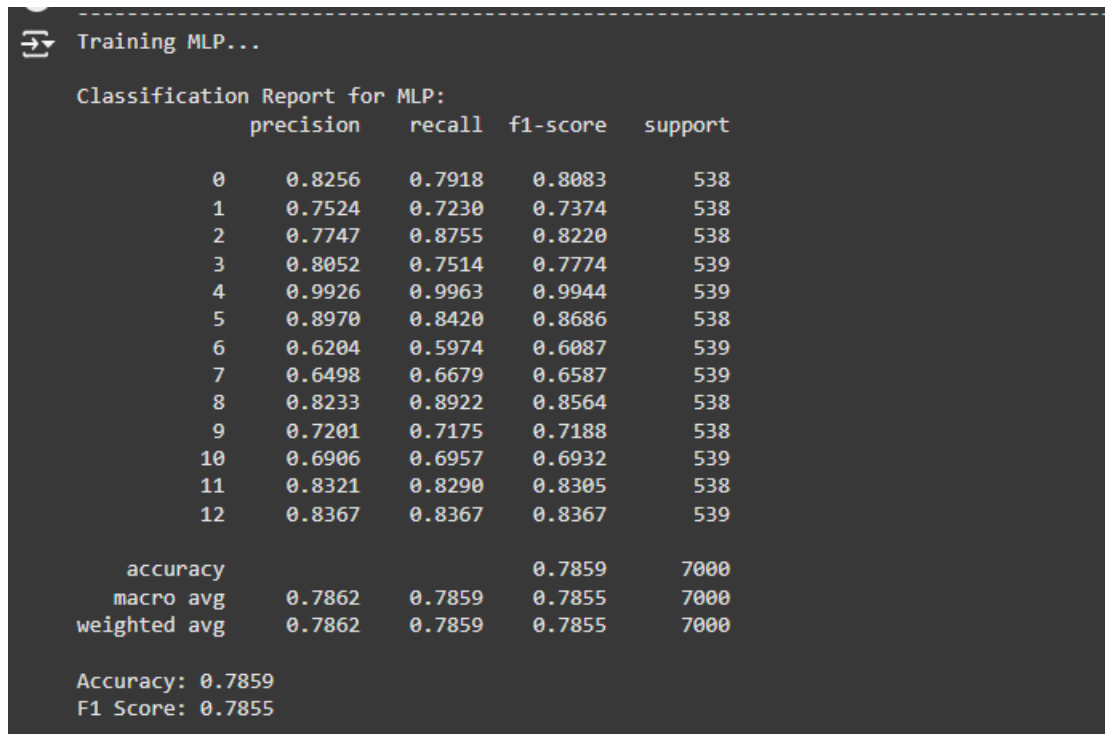 Training MLP...
Classification Report for MLP:
precision recall f1-score support
0 0.8256 0.7918 0.8083 538
1 0.7524 0.7230 0.7374 538
2 0.7747 0.8755 0.8220 538
3 0.8052 0.7514 0.7774 539
4 0.9926 0.9963 0.9944 539
5 0.8970 0.8420 0.8686 538
6 0.6204 0.5974 0.6087 539
7 0.6498 0.6679 0.6587 539
8 0.8233 0.8922 0.8564 538
9 0.7201 0.7175 0.7188 538
10 0.6906 0.6957 0.6932 539
11 0.8321 0.8290 0.8305 538
12 0.8367 0.8367 0.8367 539
accuracy 0.7859 7000
macro avg 0.7862 0.7859 0.7855 7000
weighted avg 0.7862 0.7859 0.7855 7000
Accuracy: 0.7859
F1 Score: 0.7855